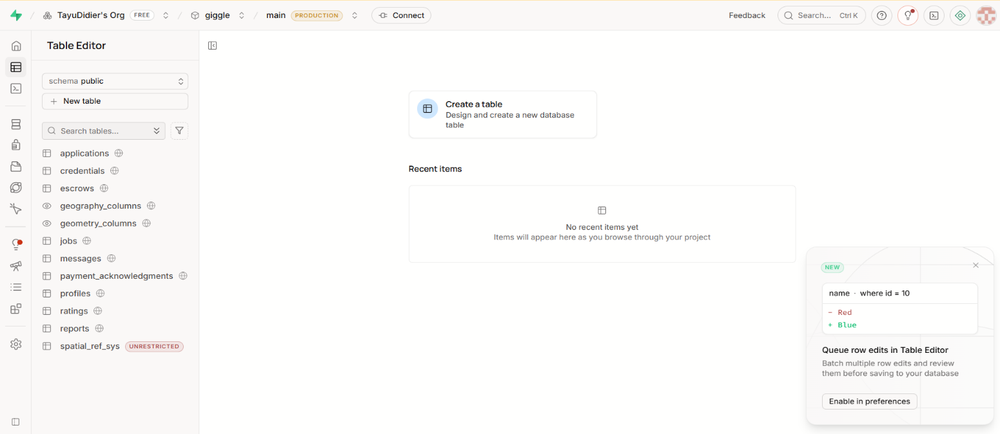 TayuDidier's Org FREE giggle main PRODUCTION Connect Feedback Search... Ctrl K
Table Editor
schema public
New table
Search tables...
applications
credentials
escrows
geography_columns
geometry_columns
jobs
messages
payment_acknowledgments
profiles
ratings
reports
spatial_ref_sys UNRESTRICTED
Create a table
Design and create a new database
table
Recent items
No recent items yet
Items will appear here as you browse through your project
NEW
name · where id = 10
- Red
+ Blue
Queue row edits in Table Editor
Batch multiple row edits and review
them before saving to your database
Enable in preferences